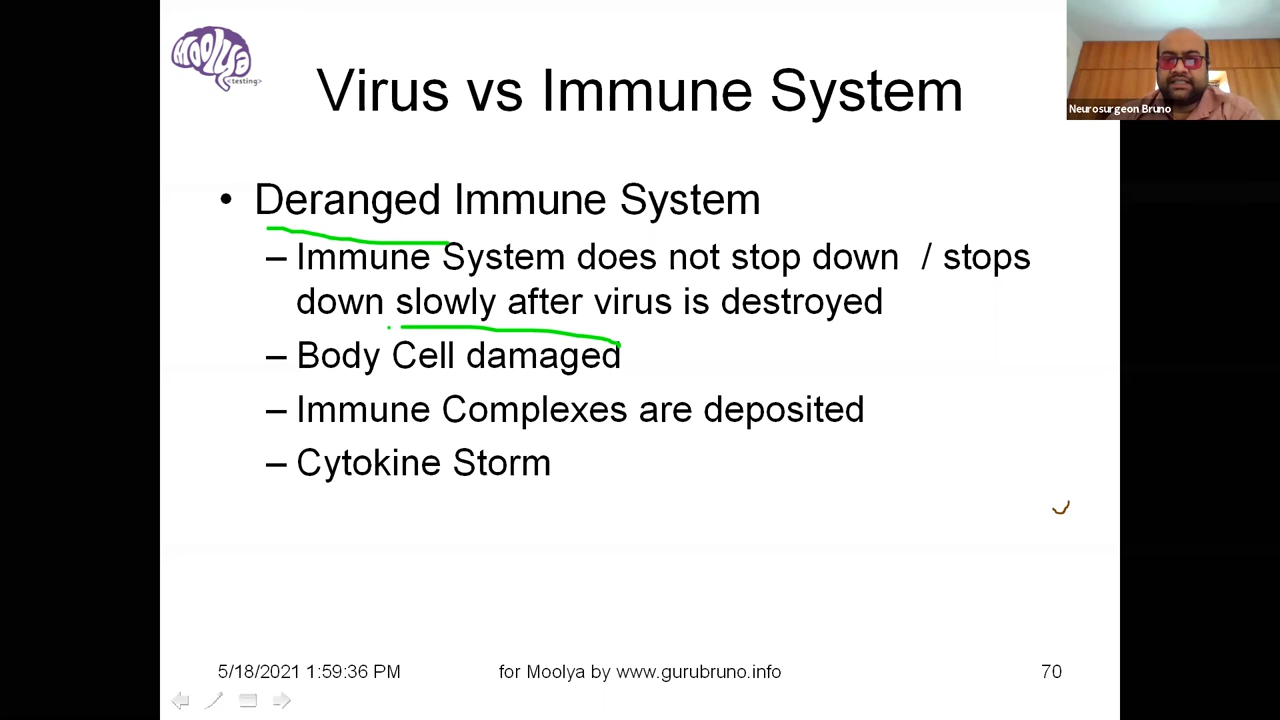 Moolya
<testing>
Virus vs Immune System
Neurosurgeon Bruno
• Deranged Immune System
– Immune System does not stop down / stops
down slowly after virus is destroyed
– Body Cell damaged
– Immune Complexes are deposited
– Cytokine Storm
5/18/2021 1:59:36 PM
for Moolya by www.gurubruno.info
70